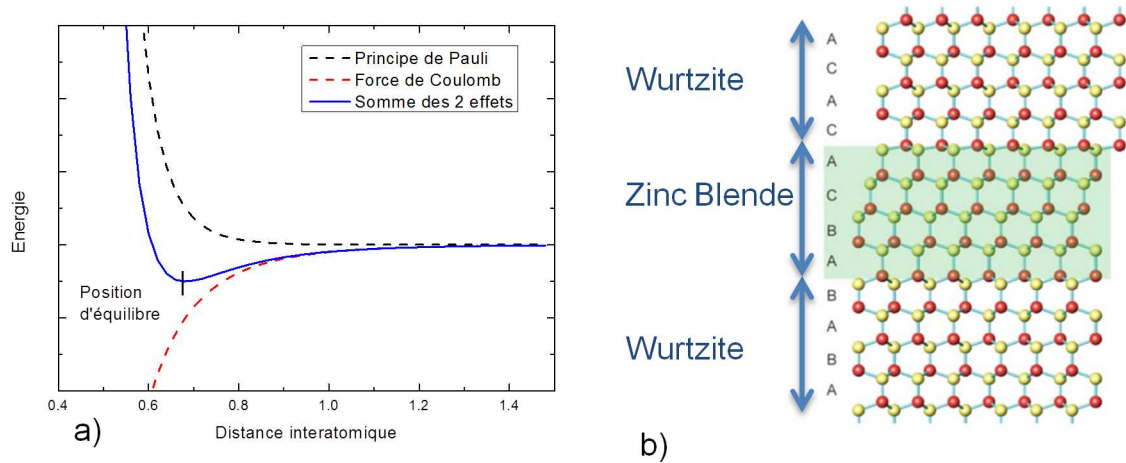 Principe de Pauli
Force de Coulomb
Somme des 2 effets
Energie
Position
d'équilibre
0.4 0.6 0.8 1.0 1.2 1.4
Distance interatomique
a)
Wurtzite
Zinc Blende
Wurtzite
A
C
A
C
A
C
B
A
B
A
B
A
b)